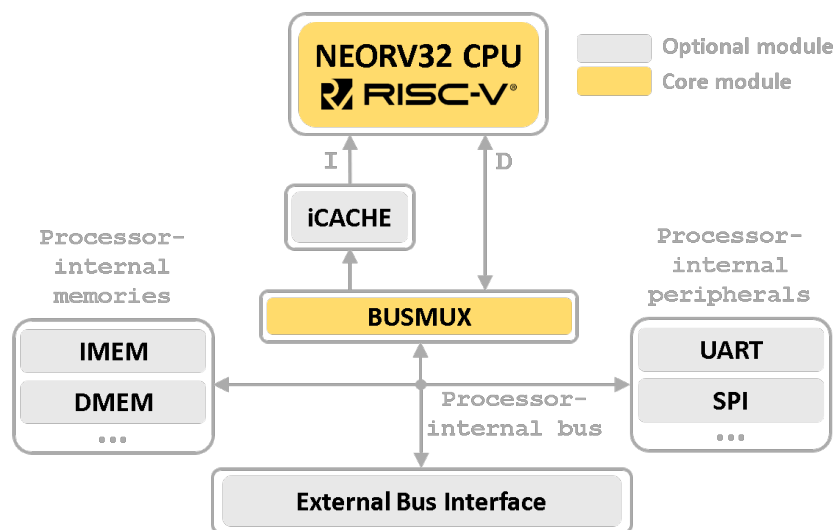 NEORV32 CPU
RISC-V®
Optional module
Core module
I
D
iCACHE
Processor-
internal
memories
Processor-
internal
peripherals
BUSMUX
IMEM
DMEM
...
UART
SPI
...
Processor-
internal bus
External Bus Interface